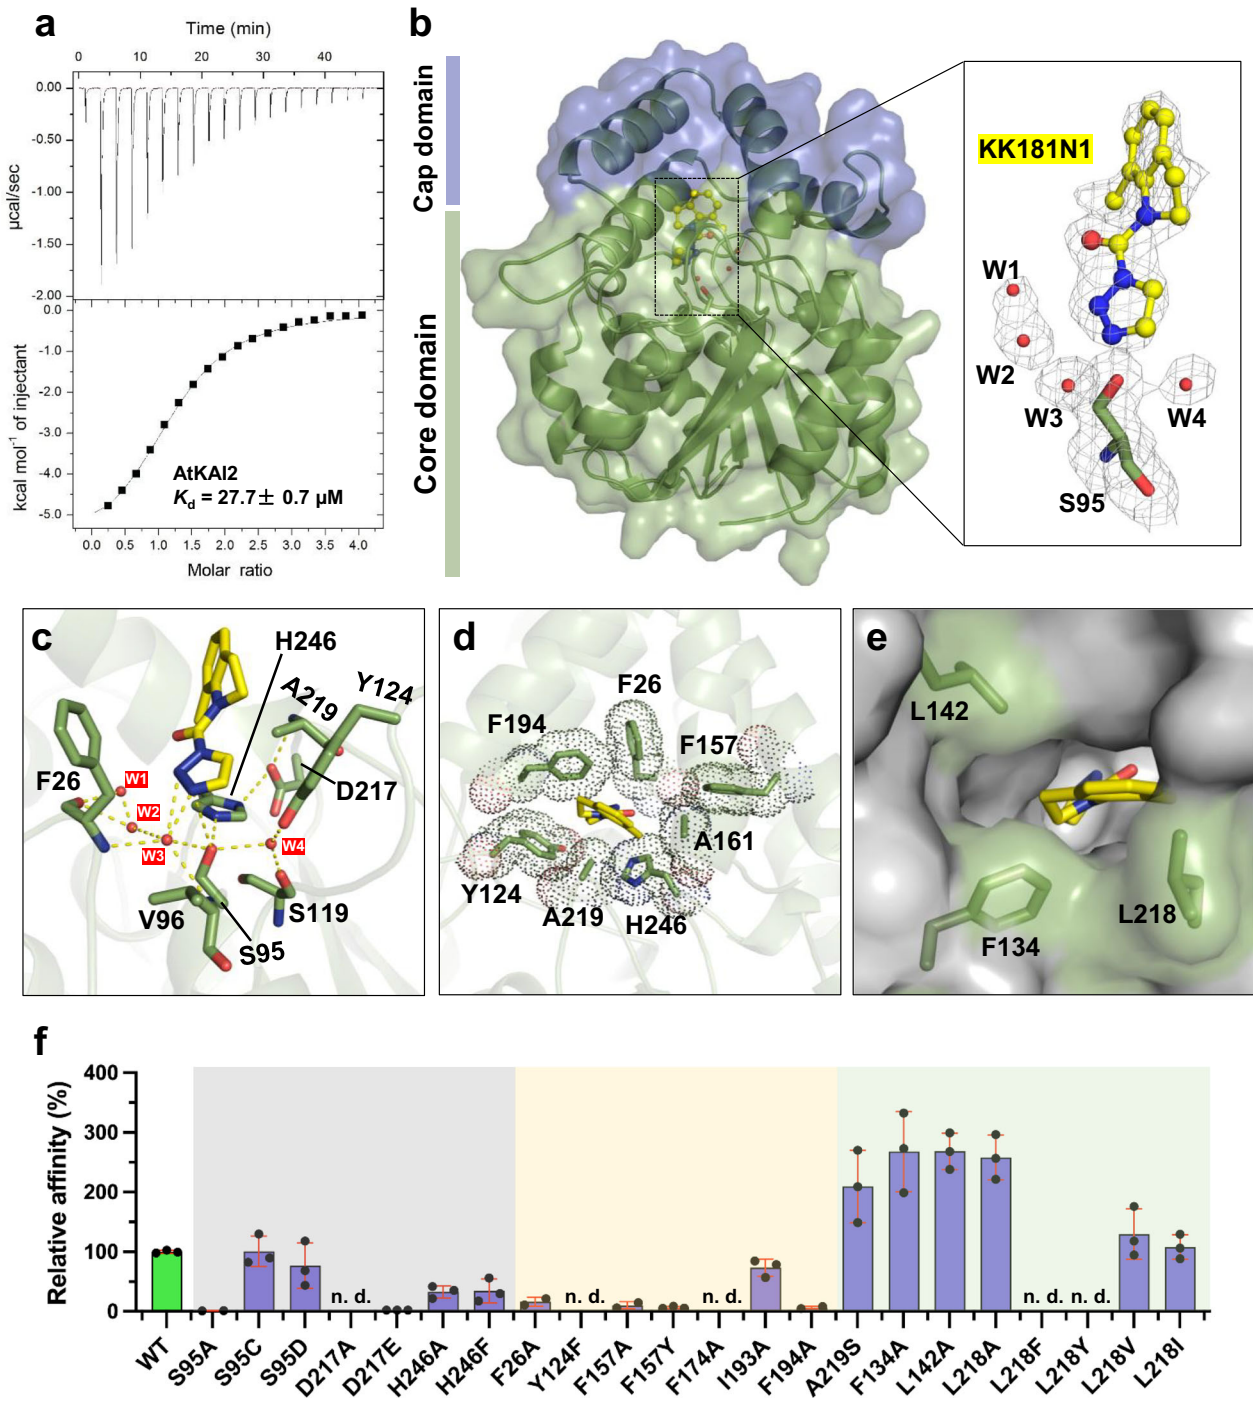 a
Time (min)
0 10 20 30 40
0.00
-0.50
-1.00
-1.50
-2.00
µcal/sec
0.0
-1.0
-2.0
-3.0
-4.0
-5.0
kcal mol⁻¹ of injectant
AtKAI2
Kd = 27.7± 0.7 µM
0.0 0.5 1.0 1.5 2.0 2.5 3.0 3.5 4.0
Molar ratio
b
Cap domain
Core domain
KK181N1
W1
W2
W3
W4
S95
c
H246
A219
Y124
F26
W1
W2
W3
W4
D217
V96
S95
S119
d
F26
F194
F157
A161
Y124
A219
H246
e
L142
F134
L218
f
Relative affinity (%)
400
300
200
100
0
n. d.
n. d.
n. d.
n. d. n. d.
WT
S95A
S95C
S95D
D217A
D217E
H246A
H246F
F26A
Y124F
F157A
F157Y
F174A
I193A
F194A
A219S
F134A
L142A
L218A
L218F
L218Y
L218V
L218I